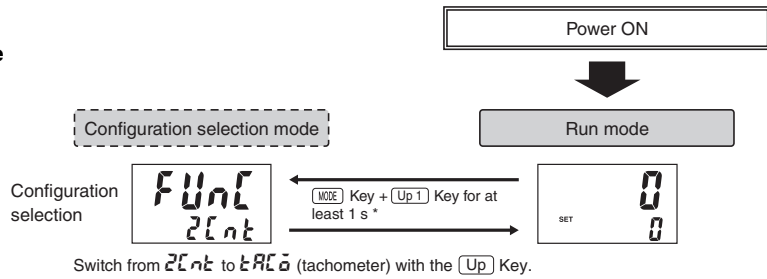 e
Power ON
Configuration selection mode
Run mode
Configuration
selection
FUnC
2Cnt
MODE Key + Up 1 Key for at
least 1 s *
0
SET
0
Switch from 2Cnt to tACo (tachometer) with the Up Key.